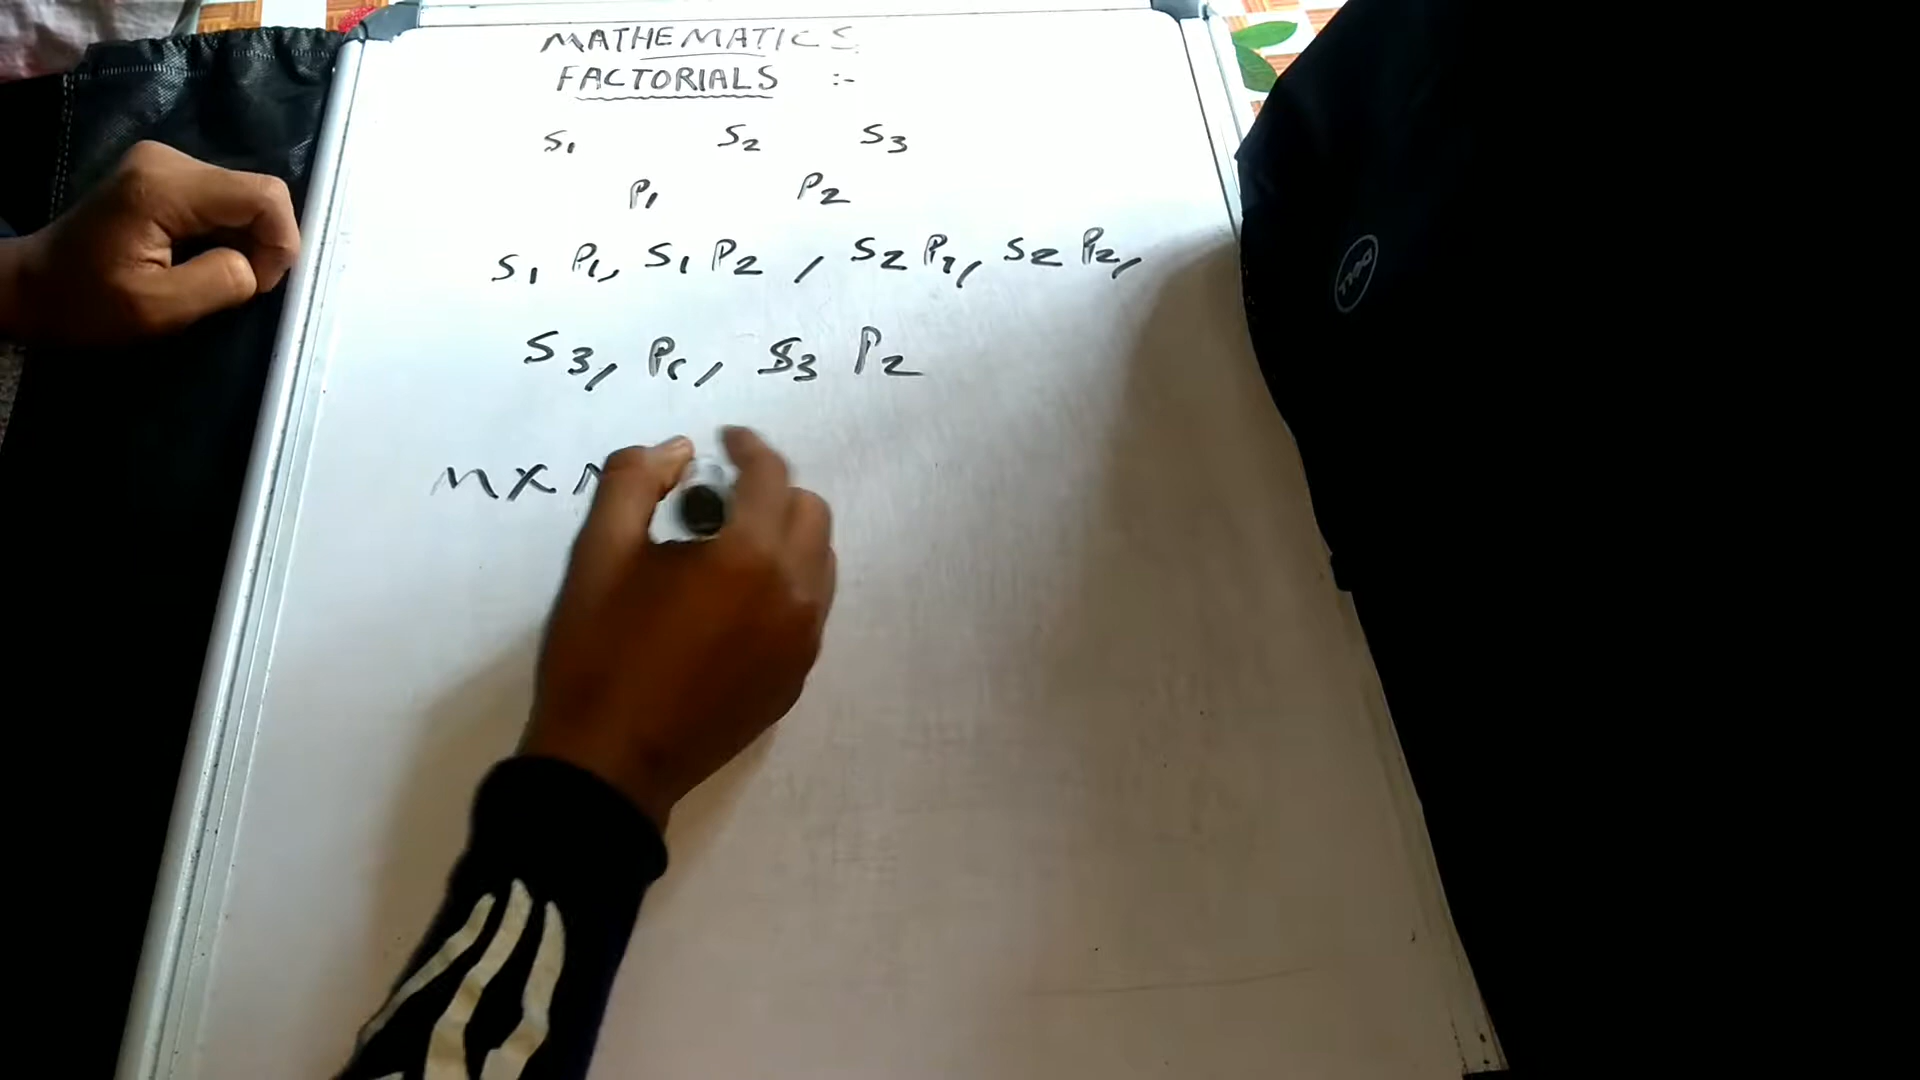 MATHEMATICS
FACTORIALS :-
S1 S2 S3
P1 P2
S1 P1, S1 P2, S2 P1, S2 P2,
S3, P1, S3 P2
M X N
DELL